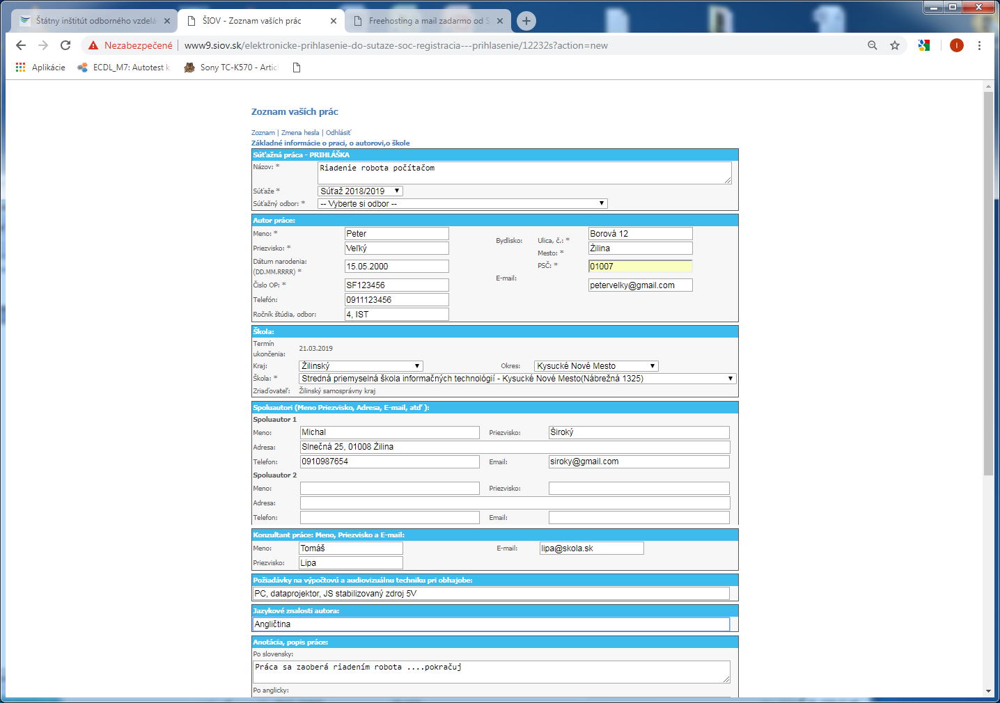 Štátny inštitút odborného vzdelá
ŠIOV - Zoznam vašich prác
Freehosting a mail zadarmo od S
Nezabezpečené
www9.siov.sk/elektronicke-prihlasenie-do-sutaze-soc-registracia---prihlasenie/12232s?action=new
I
Aplikácie
ECDL_M7: Autotest k
Sony TC-K570 - Artic
Zoznam vašich prác
Zoznam | Zmena hesla | Odhlásiť
Základné informácie o praci, o autorovi,o škole
Súťažná práca - PRIHLÁŠKA
Názov: * Riadenie robota počítačom
Súťaže * Súťaž 2018/2019
Súťažný odbor: * -- Vyberte si odbor --
Autor práce:
Meno: * Peter
Bydlisko: Ulica, č.: * Borová 12
Priezvisko: * Veľký
Mesto: * Žilina
Dátum narodenia:
(DD.MM.RRRR) * 15.05.2000
PSČ: * 01007
Čislo OP: * SF123456
E-mail: petervelky@gmail.com
Telefón: 0911123456
Ročník štúdia, odbor: 4, IST
Škola:
Termín
ukončenia: 21.03.2019
Kraj: Žilinský Okres: Kysucké Nové Mesto
Škola: * Stredná priemyselná škola informačných technológií - Kysucké Nové Mesto(Nábrežná 1325)
Zriaďovateľ: Žilinský samosprávny kraj
Spoluautori (Meno Priezvisko, Adresa, E-mail, atď ):
Spoluautor 1
Meno: Michal Priezvisko: Široký
Adresa: Slnečná 25, 01008 Žilina
Telefon: 0910987654 Email: siroky@gmail.com
Spoluautor 2
Meno: Priezvisko:
Adresa:
Telefon: Email:
Konzultant práce: Meno, Priezvisko a E-mail:
Meno: Tomáš E-mail: lipa@skola.sk
Priezvisko: Lipa
Požiadávky na výpočtovú a audiovizuálnu techniku pri obhajobe:
PC, dataprojektor, JS stabilizovaný zdroj 5V
Jazykové znalosti autora:
Angličtina
Anotácia, popis práce:
Po slovensky:
Práca sa zaoberá riadením robota ....pokračuj
Po anglicky: